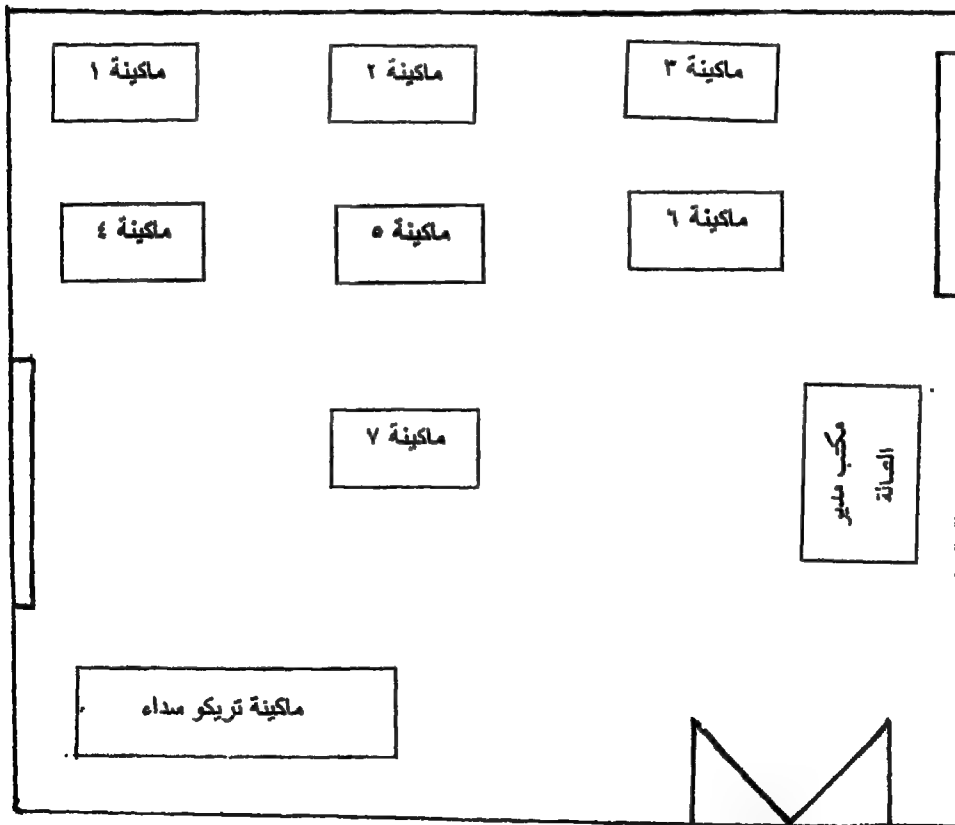 ماكينة ١
ماكينة ٢
ماكينة ٣
ماكينة ٤
ماكينة ٥
ماكينة ٦
ماكينة ٧
مكتب مدير
الصالة
ماكينة تريكو سداء